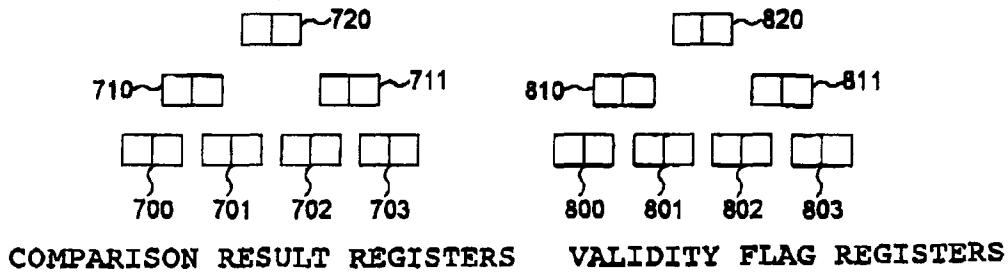 720
820
710
711
810
811
700 701 702 703
800 801 802 803
COMPARISON RESULT REGISTERS
VALIDITY FLAG REGISTERS